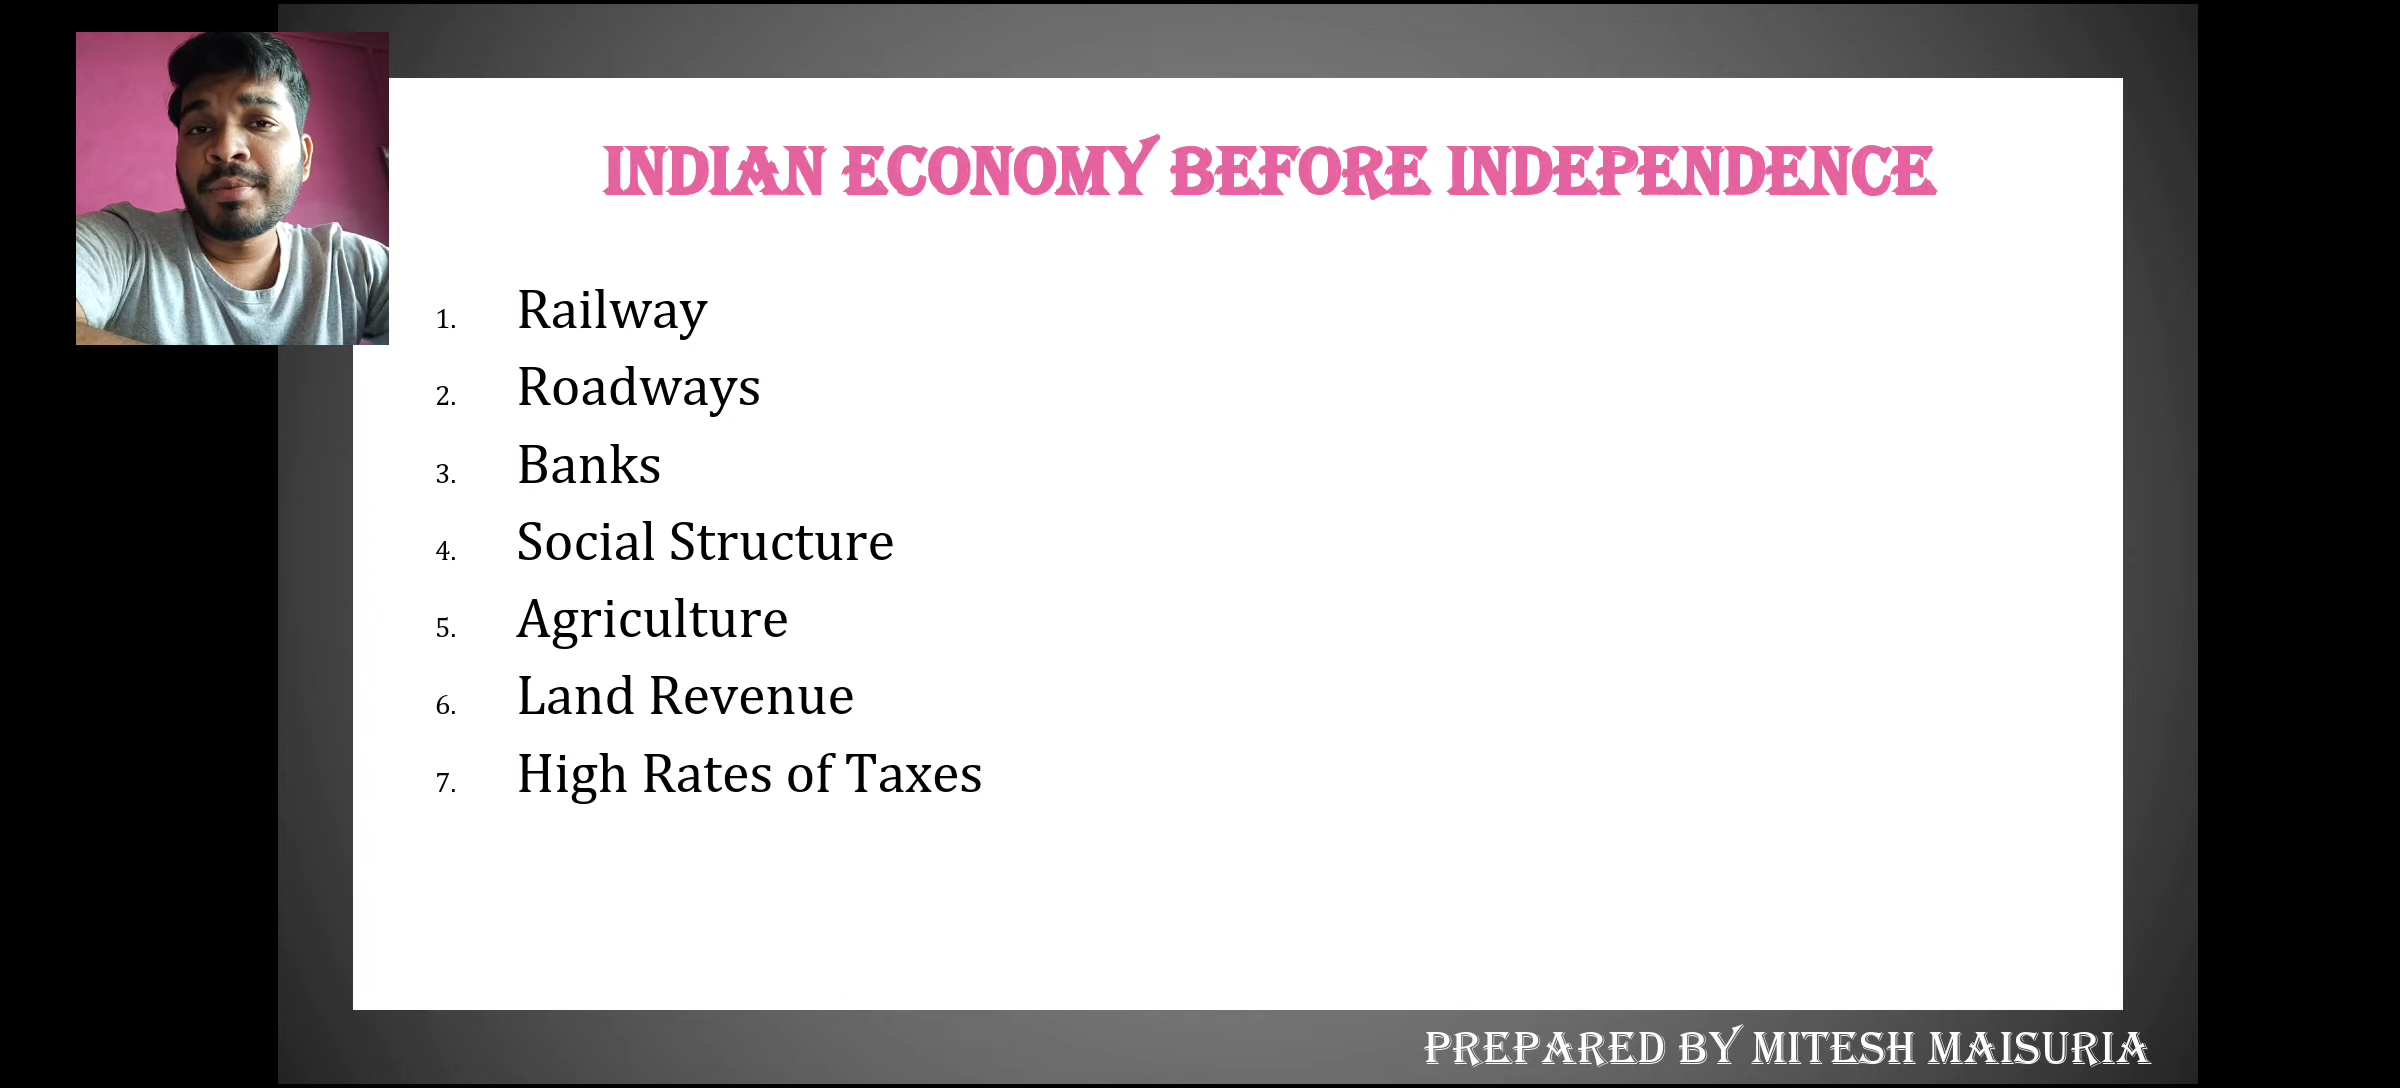 INDIAN ECONOMY BEFORE INDEPENDENCE
1. Railway
2. Roadways
3. Banks
4. Social Structure
5. Agriculture
6. Land Revenue
7. High Rates of Taxes
PREPARED BY MITESH MAISURIA